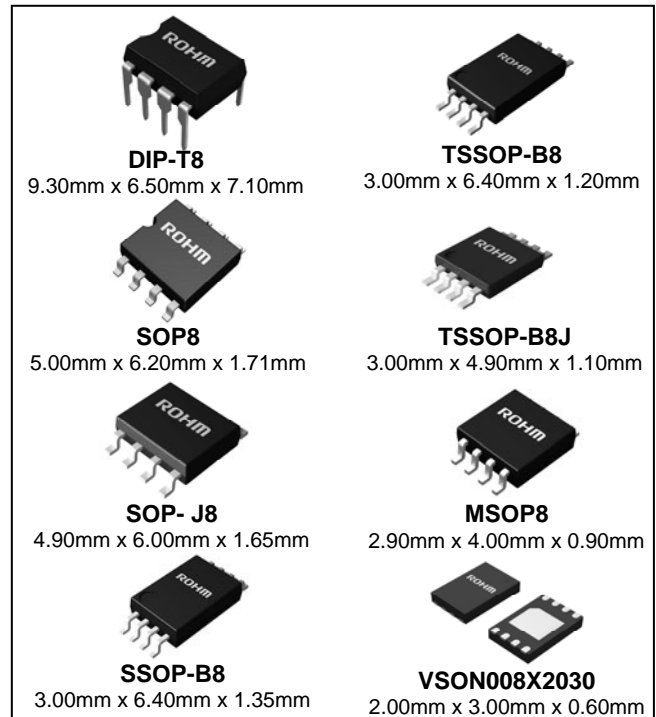 ROHM
DIP-T8
9.30mm x 6.50mm x 7.10mm
ROHM
TSSOP-B8
3.00mm x 6.40mm x 1.20mm
ROHM
SOP8
5.00mm x 6.20mm x 1.71mm
ROHM
TSSOP-B8J
3.00mm x 4.90mm x 1.10mm
ROHM
SOP- J8
4.90mm x 6.00mm x 1.65mm
ROHM
MSOP8
2.90mm x 4.00mm x 0.90mm
ROHM
SSOP-B8
3.00mm x 6.40mm x 1.35mm
ROHM
VSON008X2030
2.00mm x 3.00mm x 0.60mm